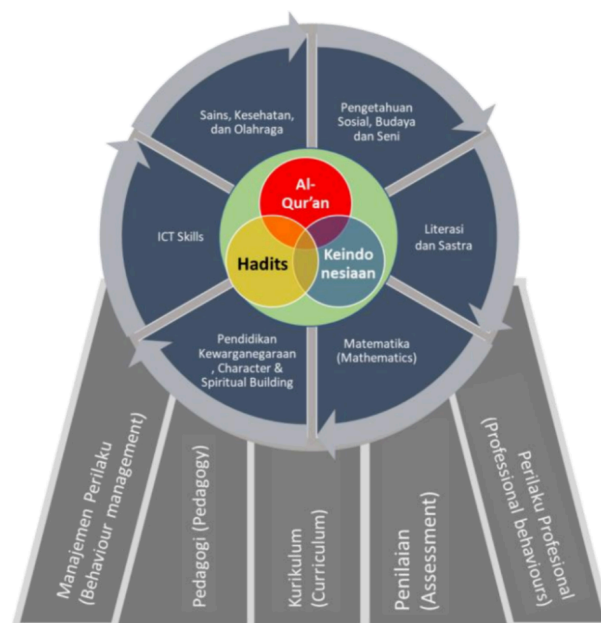 Sains, Kesehatan,
dan Olahraga
Pengetahuan
Sosial, Budaya
dan Seni
Al-
Qur'an
ICT Skills
Hadits
Keindo
nesiaan
Literasi
dan Sastra
Pendidikan
Kewarganegaraan
, Character &
Spiritual Building
Matematika
(Mathematics)
Manajemen Perilaku
(Behaviour management)
Pedagogi (Pedagogy)
Kurikulum
(Curriculum)
Penilaian
(Assessment)
Perilaku Profesional
(Professional behaviours)